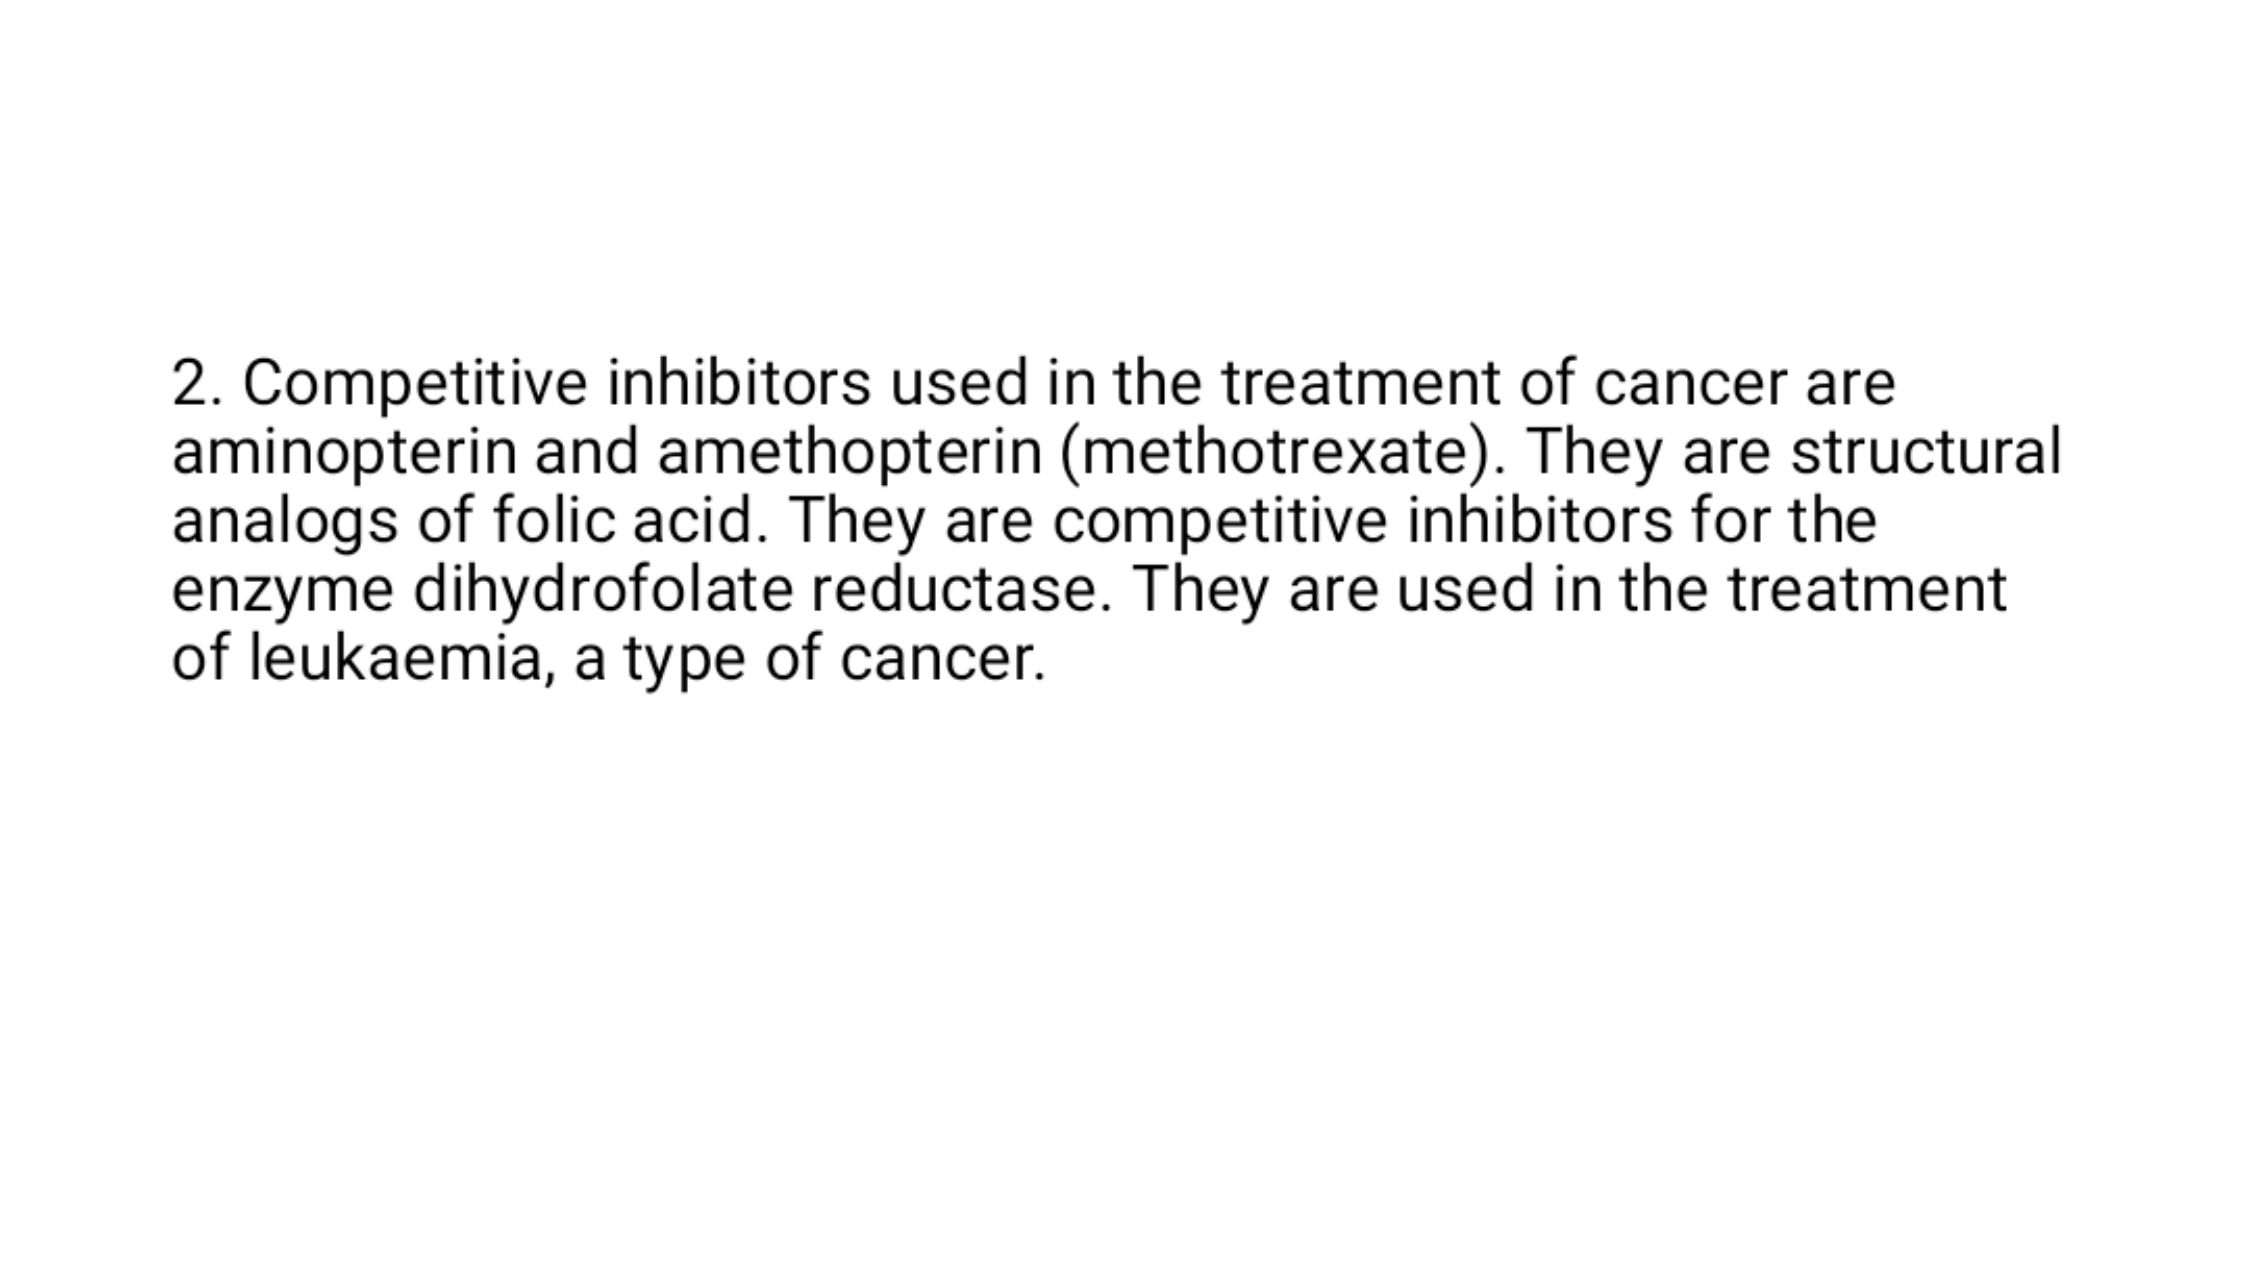 2. Competitive inhibitors used in the treatment of cancer are
aminopterin and amethopterin (methotrexate). They are structural
analogs of folic acid. They are competitive inhibitors for the
enzyme dihydrofolate reductase. They are used in the treatment
of leukaemia, a type of cancer.